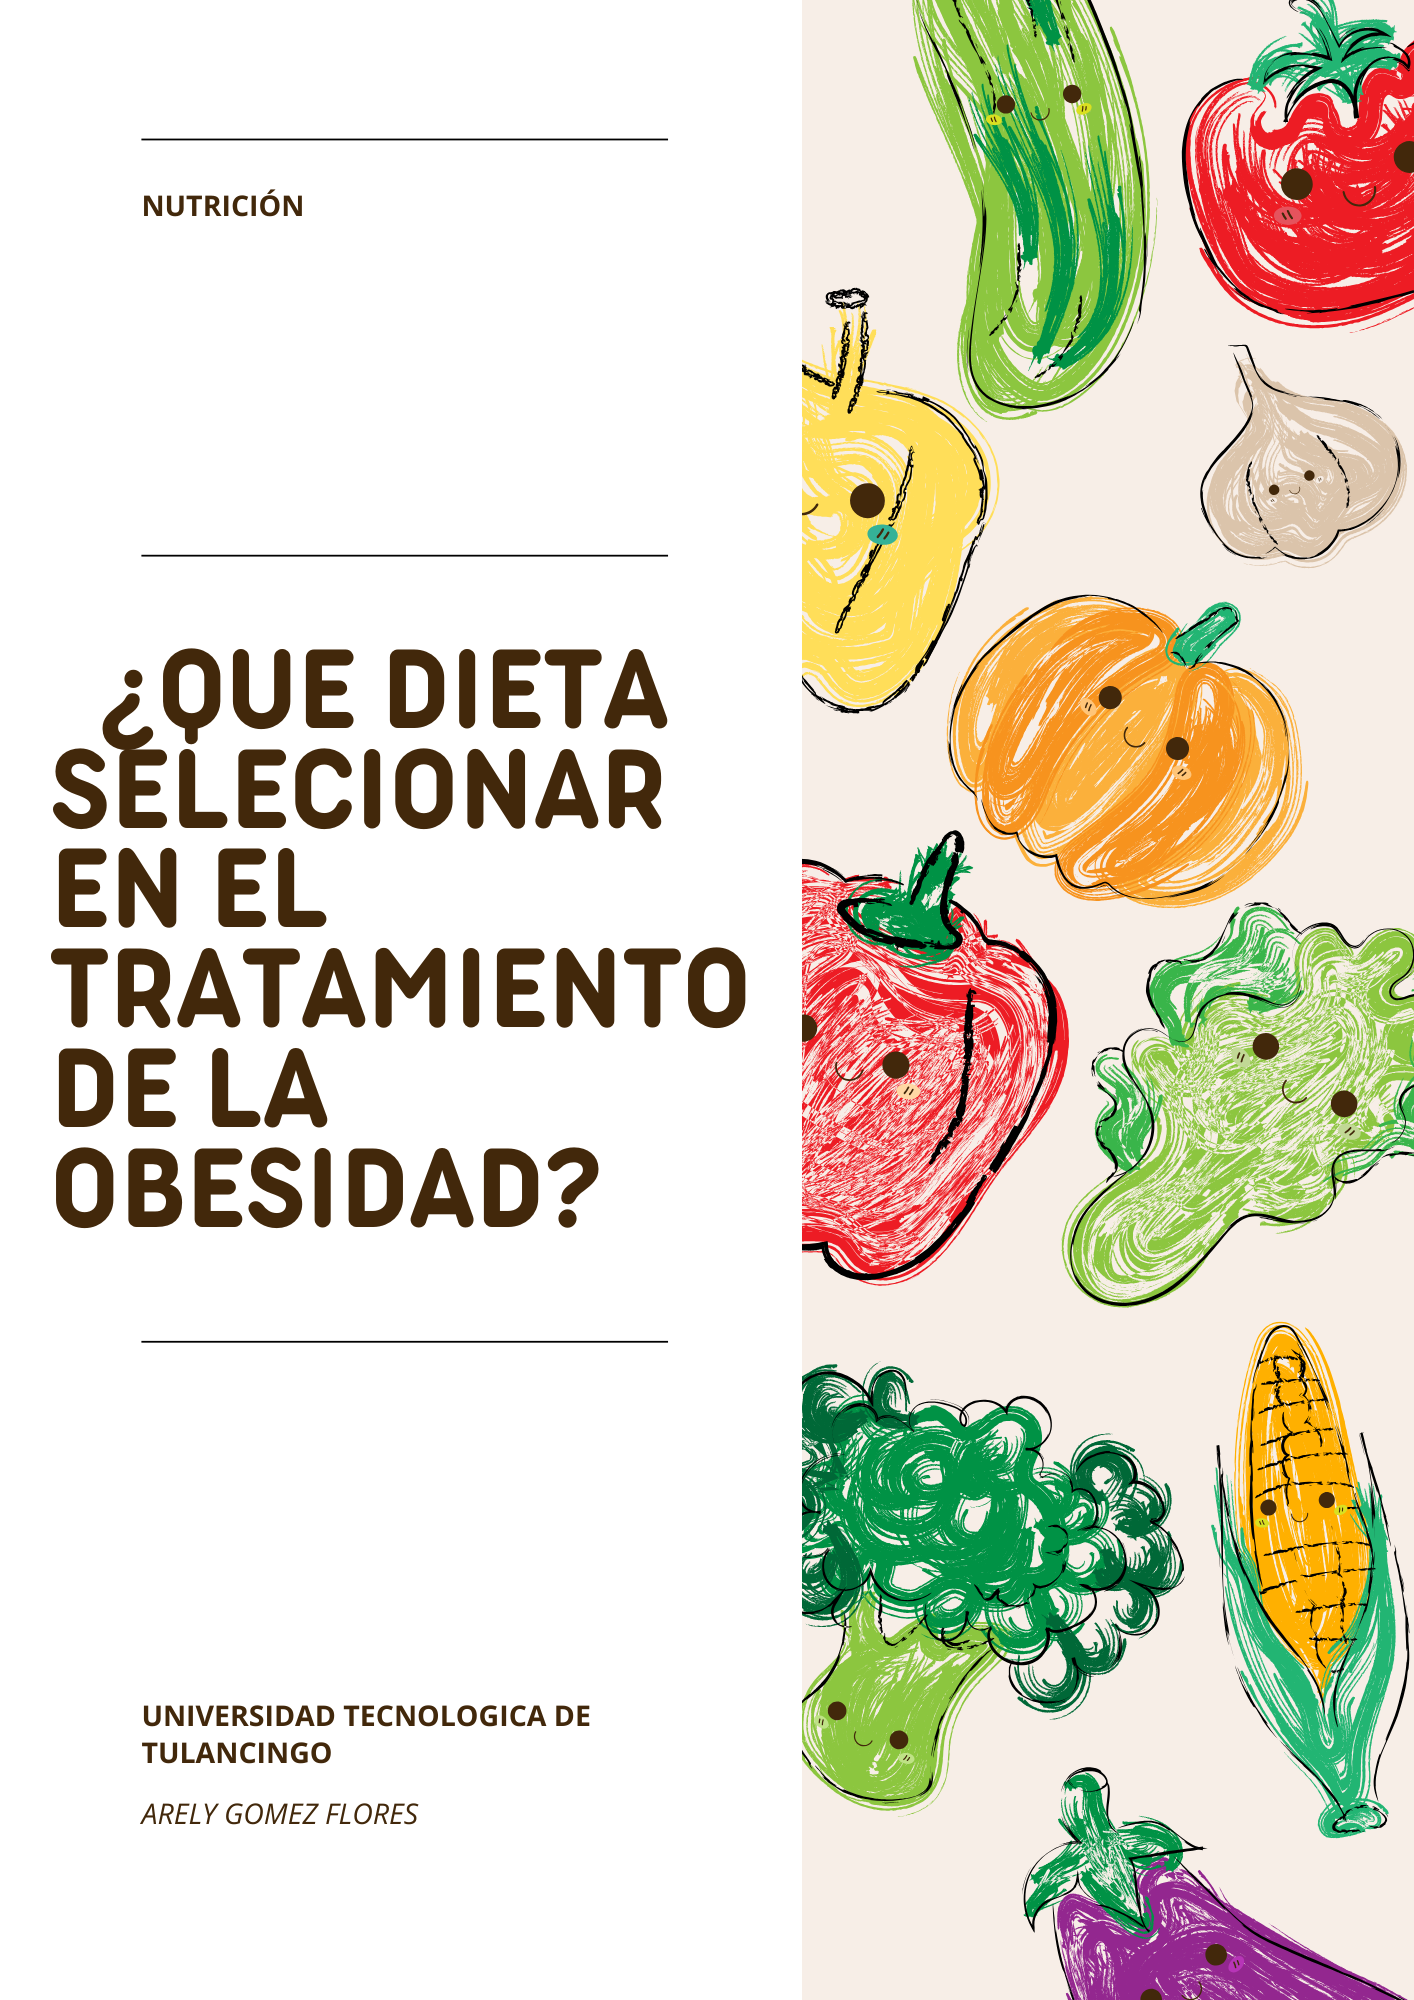 NUTRICIÓN
¿QUE DIETA
SELECIONAR
EN EL
TRATAMIENTO
DE LA
OBESIDAD?
UNIVERSIDAD TECNOLOGICA DE
TULANCINGO
ARELY GOMEZ FLORES